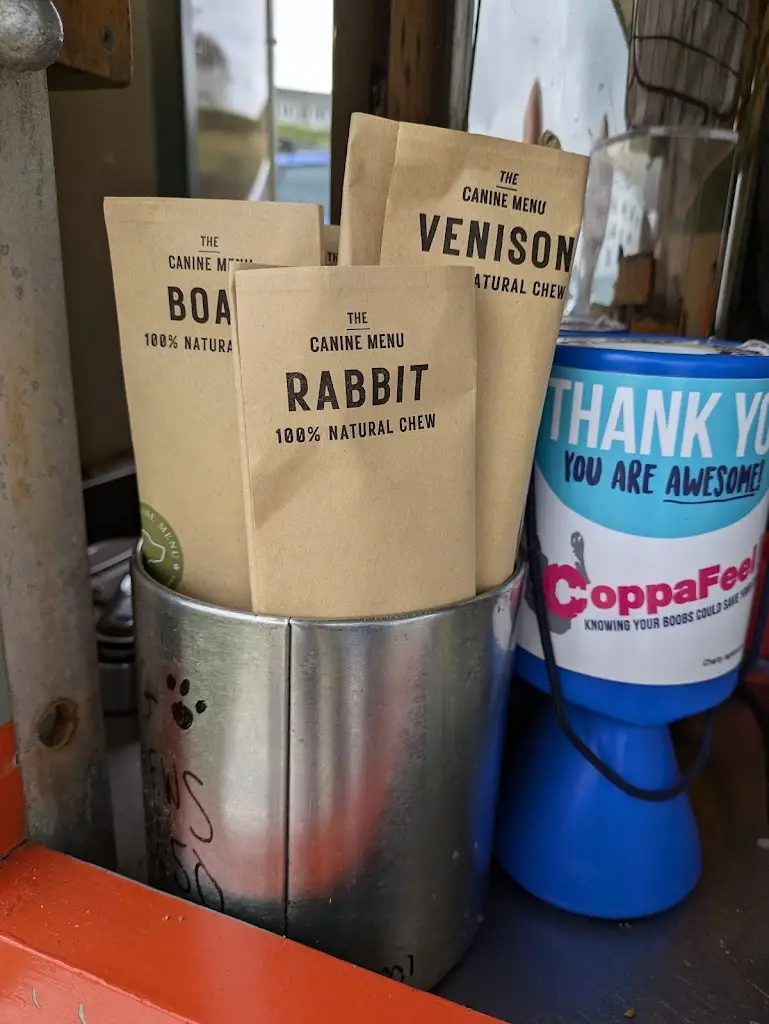 THE
CANINE MENU
VENISON
NATURAL CHEW
THE
CANINE MENU
BOA
100% NATURA
THE
CANINE MENU
RABBIT
100% NATURAL CHEW
THANK YO
YOU ARE AWESOME!
CoppaFeel
KNOWING YOUR BOOBS COULD SAVE
Charity